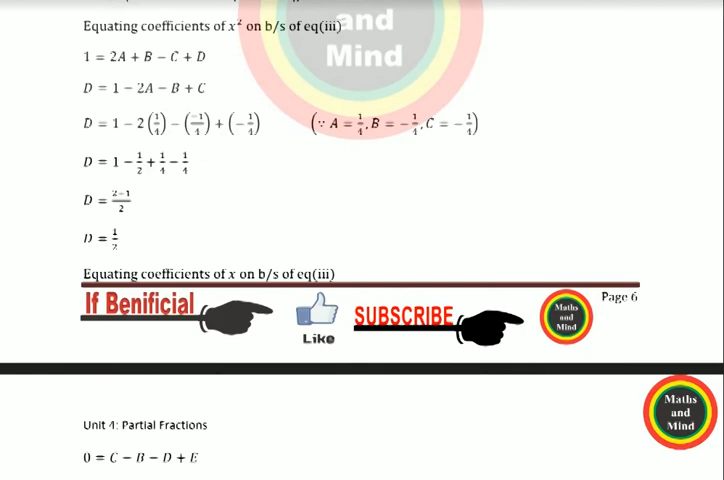 Equating coefficients of x² on b/s of eq(iii)
and
Mind
1 = 2A + B − C + D
D = 1 − 2A − B + C
D = 1 − 2(1/4) − (−1/4) + (−1/4)    (∵ A = 1/4, B = −1/4, C = −1/4)
D = 1 − 1/2 + 1/4 − 1/4
D = 2−1/2
D = 1/2
Equating coefficients of x on b/s of eq(iii)
If Benificial
Like
SUBSCRIBE
Maths
and
Mind
Page 6
Maths
and
Mind
Unit 4: Partial Fractions
0 = C − B − D + E